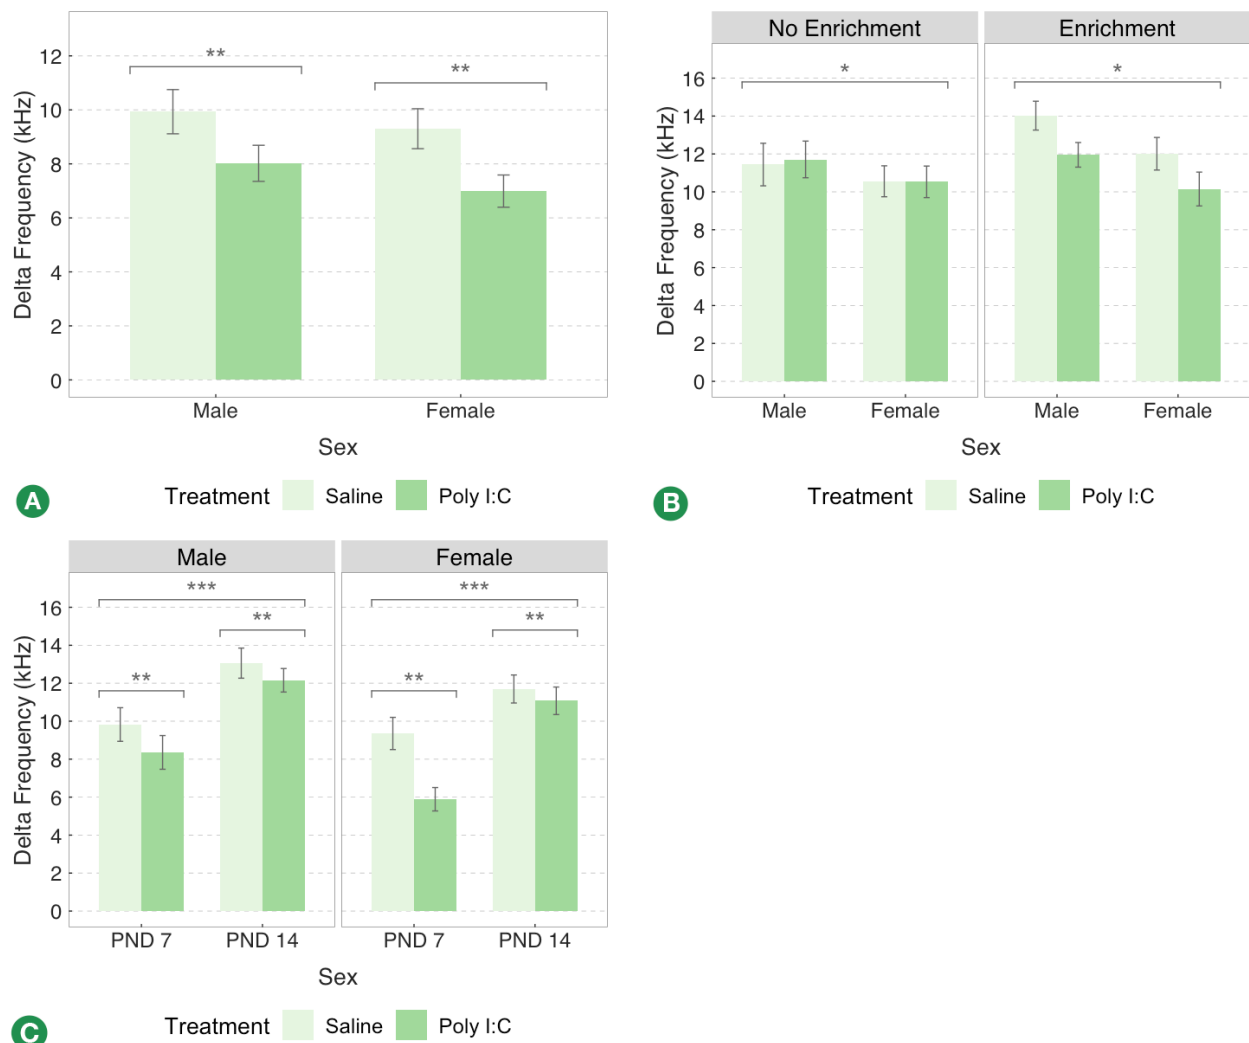 Delta Frequency (kHz)
12
10
8
6
4
2
0
**
**
Male
Female
Sex
A
Treatment
Saline
Poly I:C
No Enrichment
Enrichment
Delta Frequency (kHz)
16
14
12
10
8
6
4
2
0
*
*
Male
Female
Male
Female
Sex
B
Treatment
Saline
Poly I:C
Male
Female
Delta Frequency (kHz)
16
14
12
10
8
6
4
2
0
***
**
**
***
**
**
PND 7
PND 14
PND 7
PND 14
Sex
C
Treatment
Saline
Poly I:C